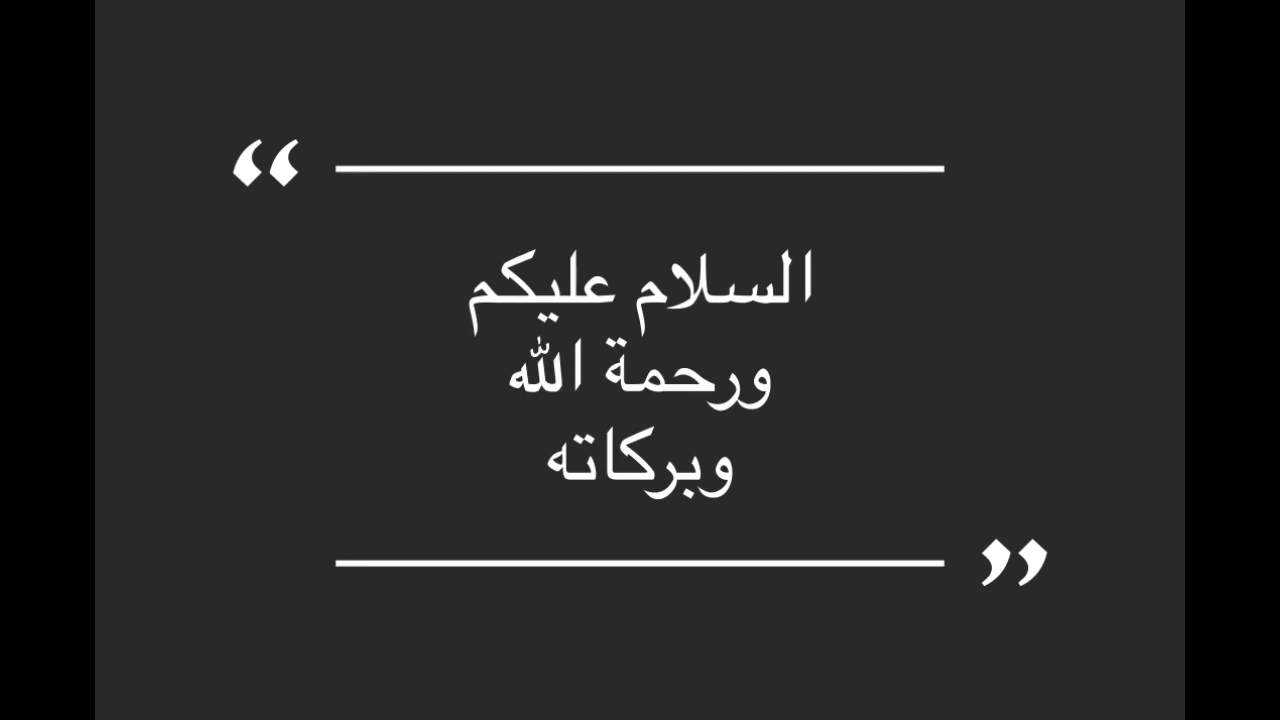 “
السلام عليكم
ورحمة الله
وبركاته
”